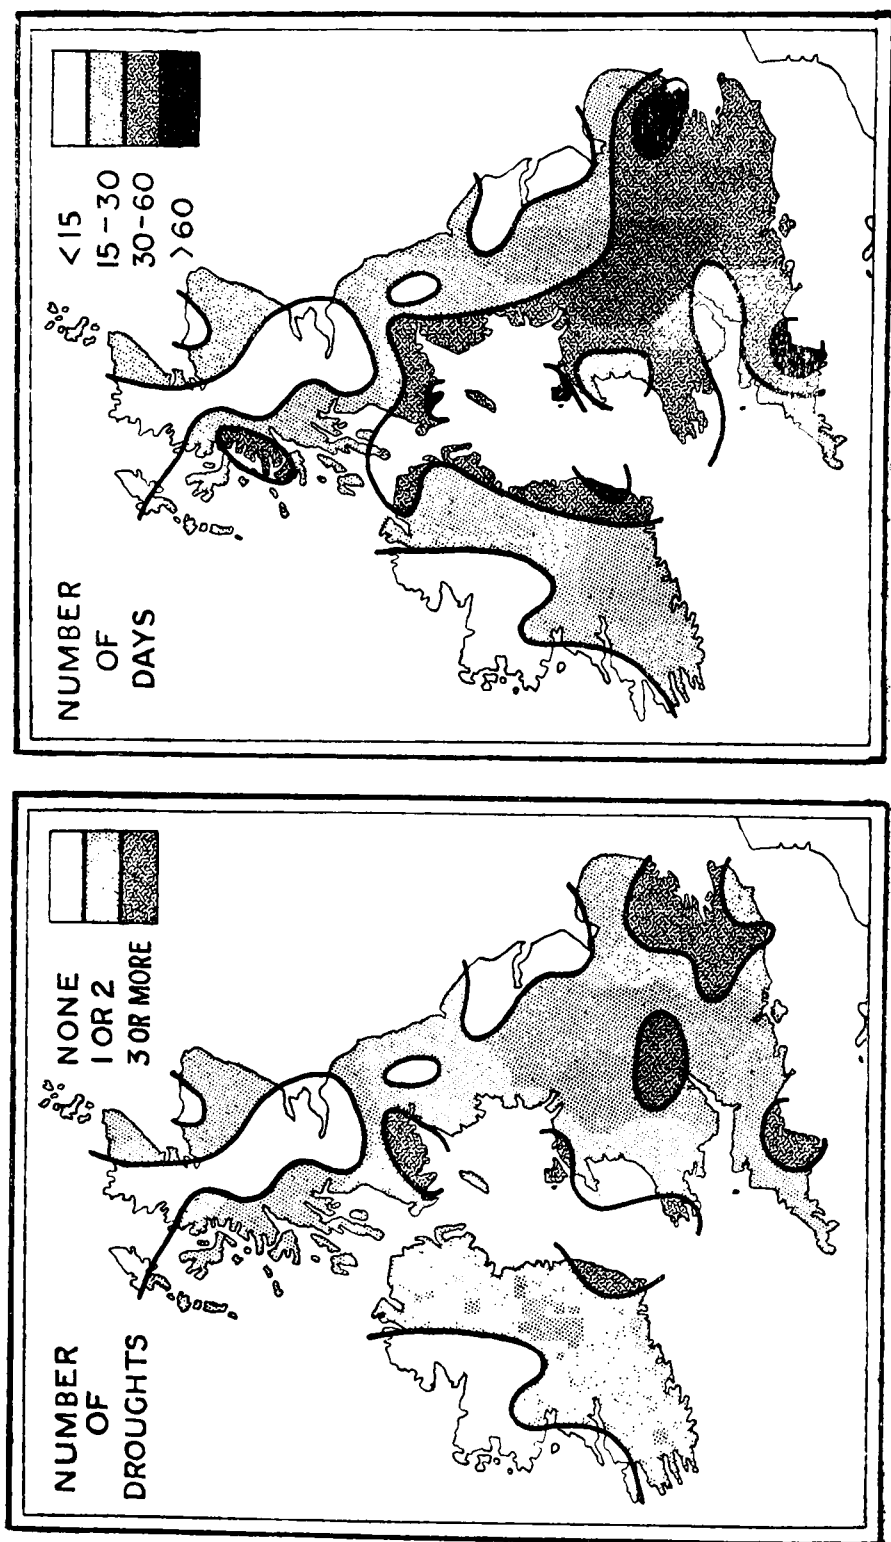 NUMBER
OF
DROUGHTS
NONE
1 OR 2
3 OR MORE
NUMBER
OF
DAYS
<15
15-30
30-60
>60